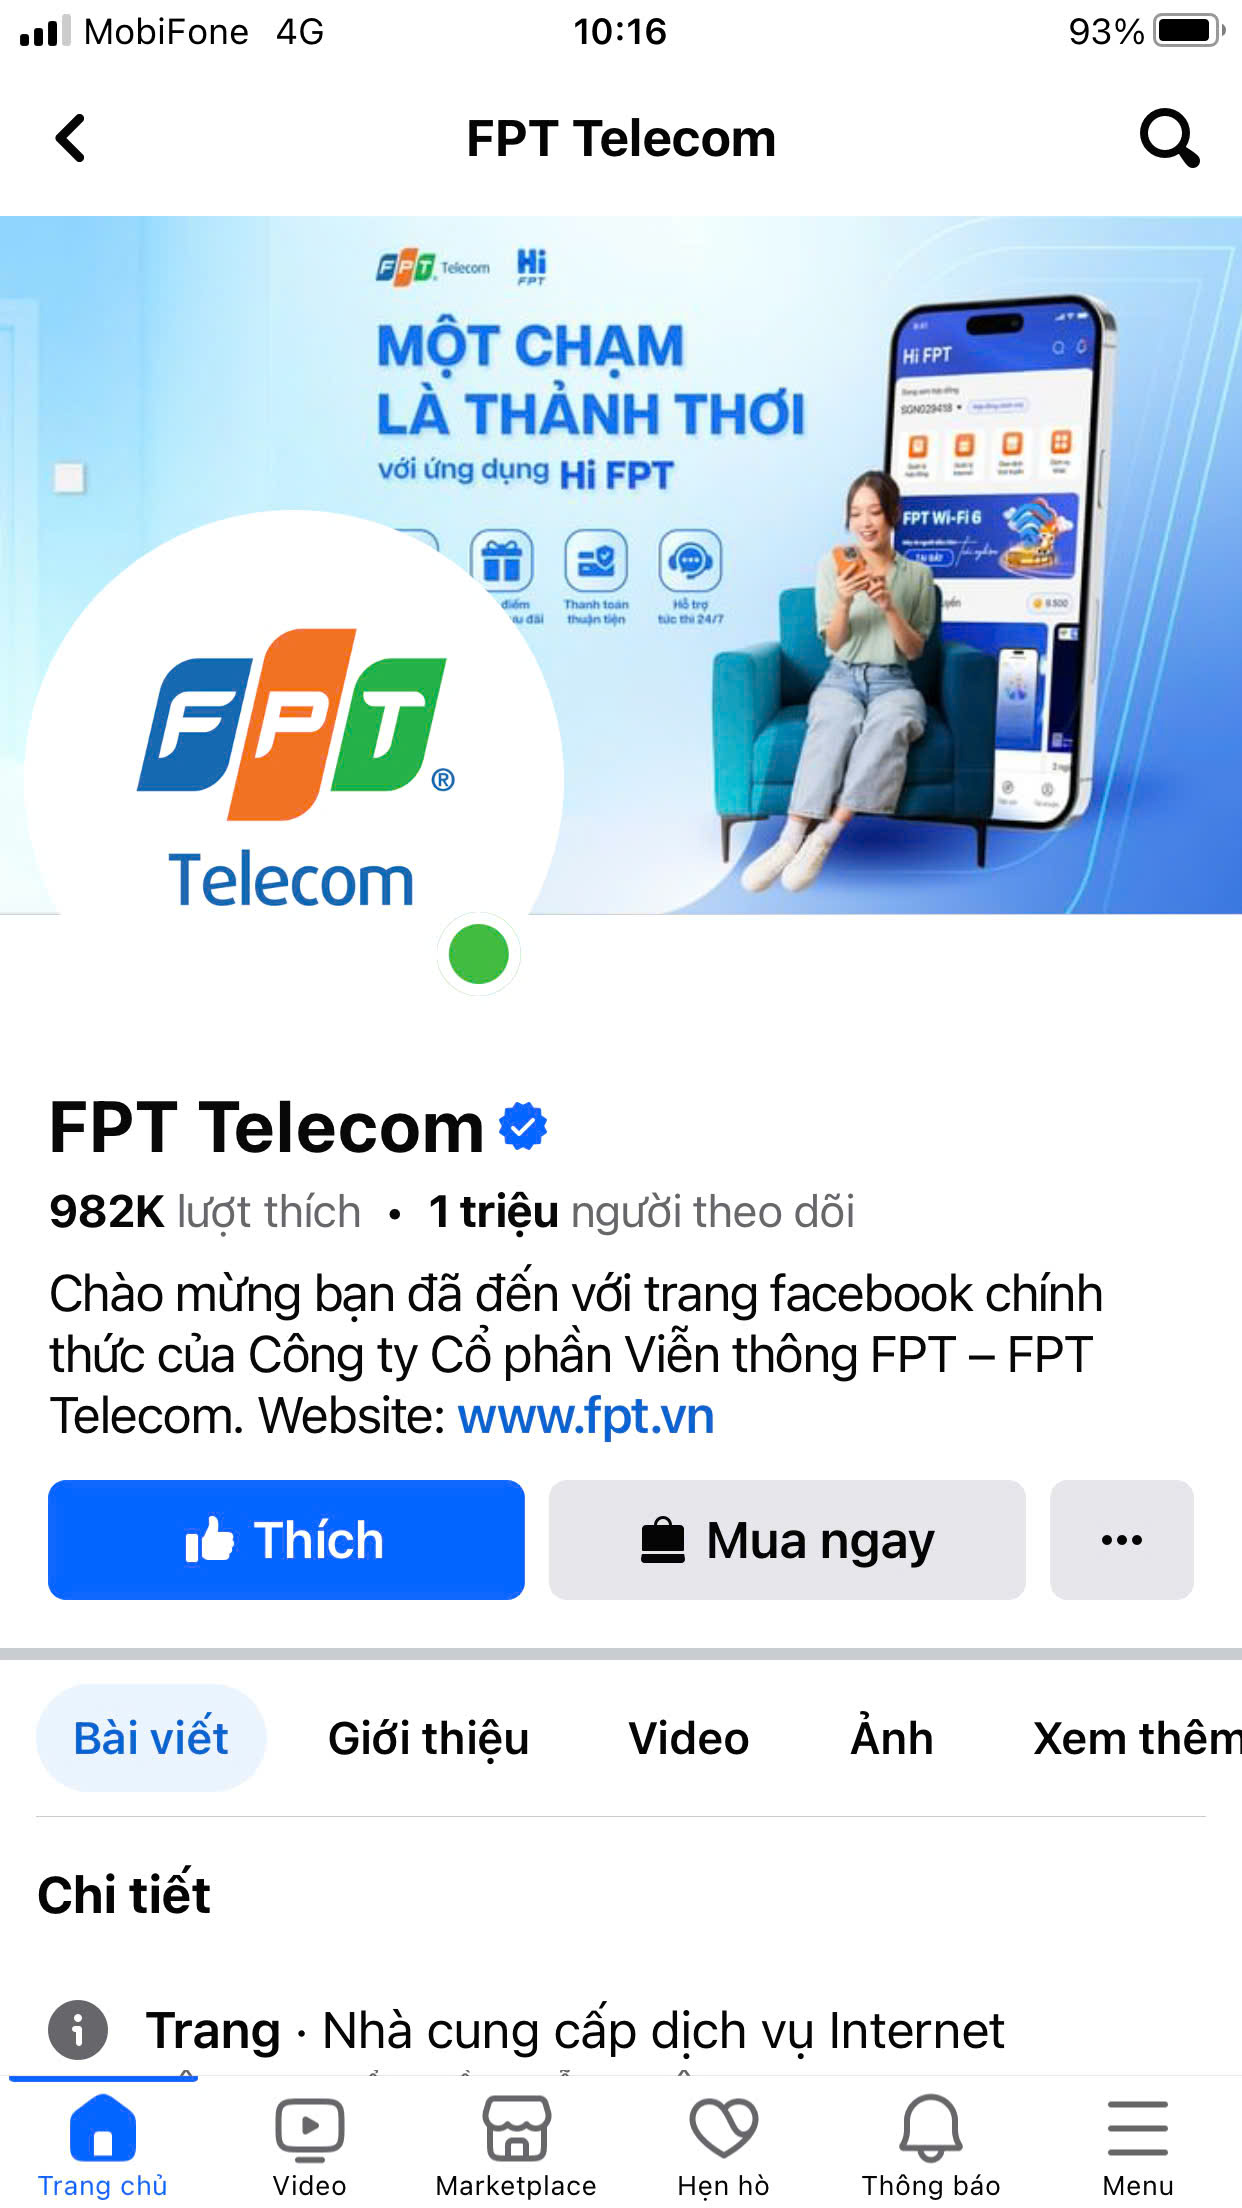 MobiFone 4G 10:16 93%
FPT Telecom
FPT Telecom Hi FPT
MỘT CHẠM
LÀ THẢNH THƠI
với ứng dụng Hi FPT
điểm
ưu đãi
Thanh toán
thuận tiện
Hỗ trợ
tức thì 24/7
Hi FPT
SGN029418
FPT Wi-Fi 6
TẠI ĐÂY
9.500
FPT®
Telecom
FPT Telecom
982K lượt thích • 1 triệu người theo dõi
Chào mừng bạn đã đến với trang facebook chính
thức của Công ty Cổ phần Viễn thông FPT – FPT
Telecom. Website: www.fpt.vn
Thích
Mua ngay
Bài viết Giới thiệu Video Ảnh Xem thêm
Chi tiết
Trang · Nhà cung cấp dịch vụ Internet
Trang chủ Video Marketplace Hẹn hò Thông báo Menu